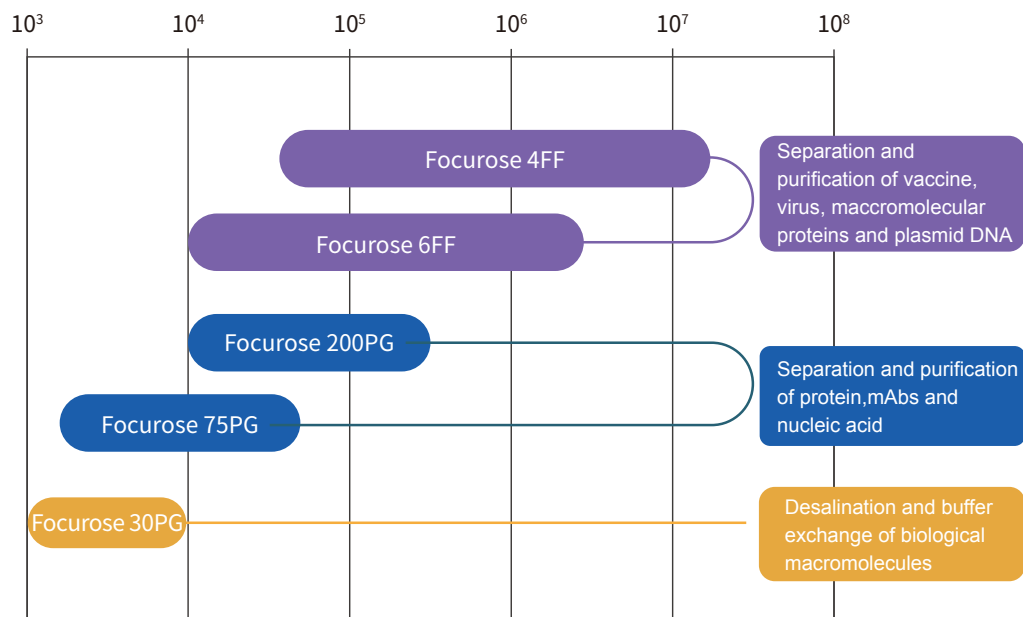 10³ 10⁴ 10⁵ 10⁶ 10⁷ 10⁸
Focurose 4FF
Focurose 6FF
Separation and
purification of vaccine,
virus, maccromolecular
proteins and plasmid DNA
Focurose 200PG
Focurose 75PG
Separation and purification
of protein,mAbs and
nucleic acid
Focurose 30PG
Desalination and buffer
exchange of biological
macromolecules